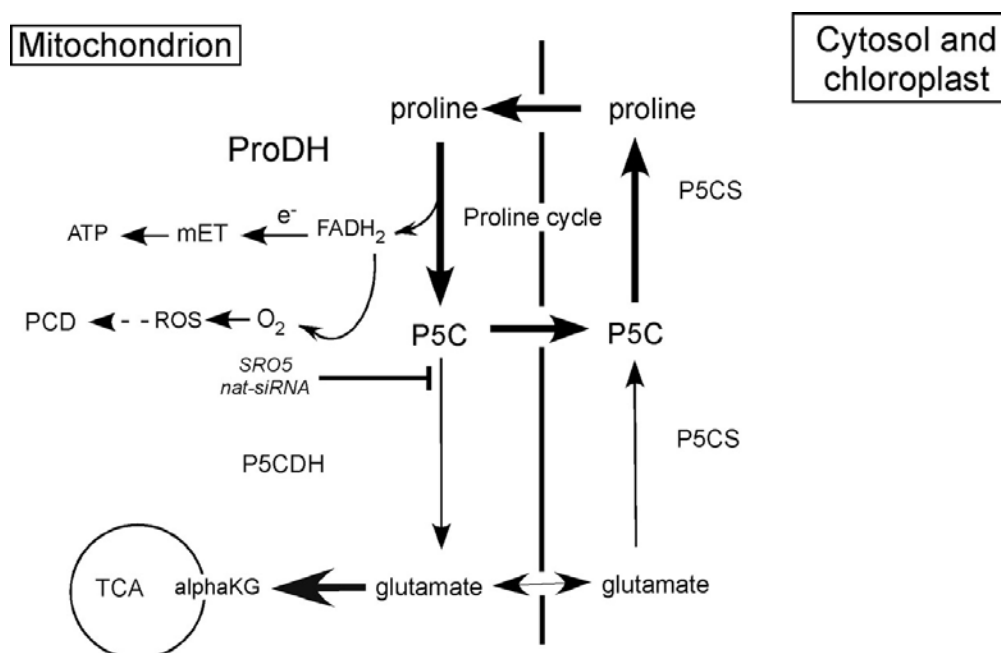 Mitochondrion
Cytosol and
chloroplast
proline
proline
ProDH
P5CS
Proline cycle
ATP
mET
e-
FADH2
PCD
ROS
O2
P5C
P5C
SRO5
nat-siRNA
P5CS
P5CDH
TCA
alphaKG
glutamate
glutamate